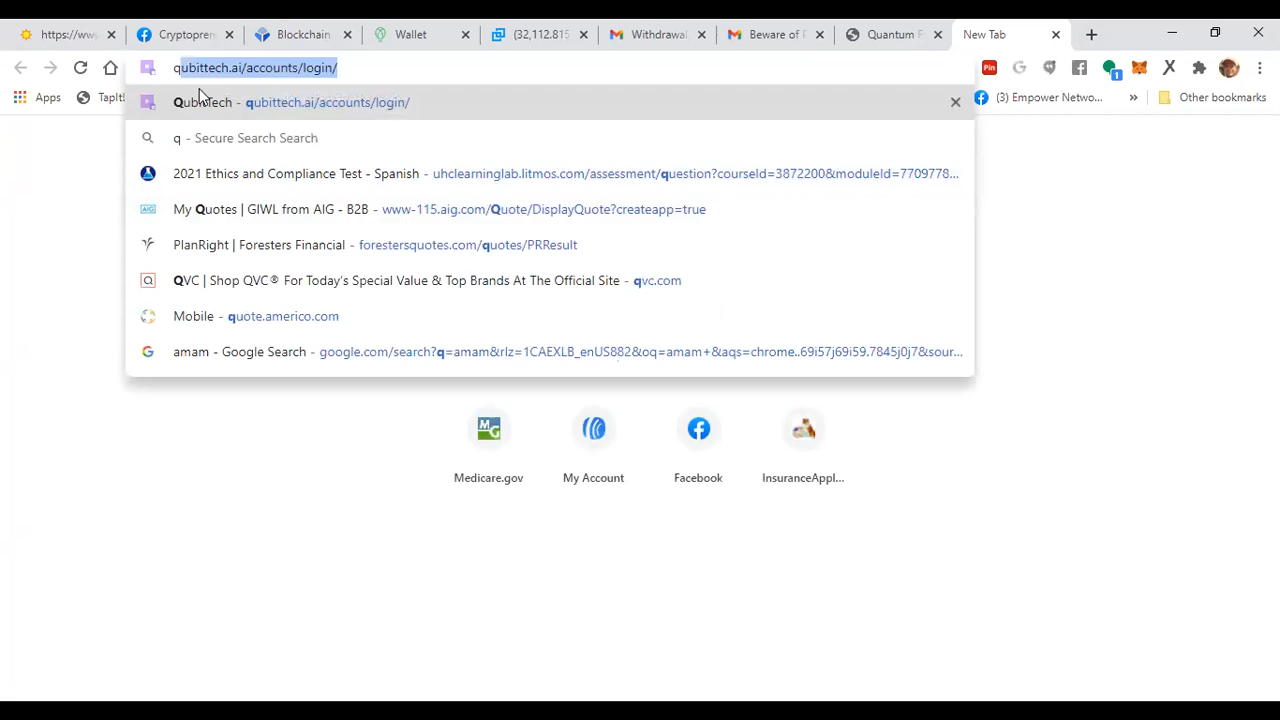 https://ww
Cryptopren
Blockchain
Wallet
(32,112.815
Withdrawal
Beware of F
Quantum F
New Tab
qubittech.ai/accounts/login/
Apps
TapIt
(3) Empower Netwo...
»
Other bookmarks
QubitTech - qubittech.ai/accounts/login/
q - Secure Search Search
2021 Ethics and Compliance Test - Spanish - uhclearninglab.litmos.com/assessment/question?courseId=3872200&moduleId=7709778...
My Quotes | GIWL from AIG - B2B - www-115.aig.com/Quote/DisplayQuote?createapp=true
PlanRight | Foresters Financial - forestersquotes.com/quotes/PRResult
QVC | Shop QVC® For Today's Special Value & Top Brands At The Official Site - qvc.com
Mobile - quote.americo.com
amam - Google Search - google.com/search?q=amam&rlz=1CAEXLB_enUS882&oq=amam+&aqs=chrome..69i57j69i59.7845j0j7&sour...
Medicare.gov
My Account
Facebook
InsuranceAppl...